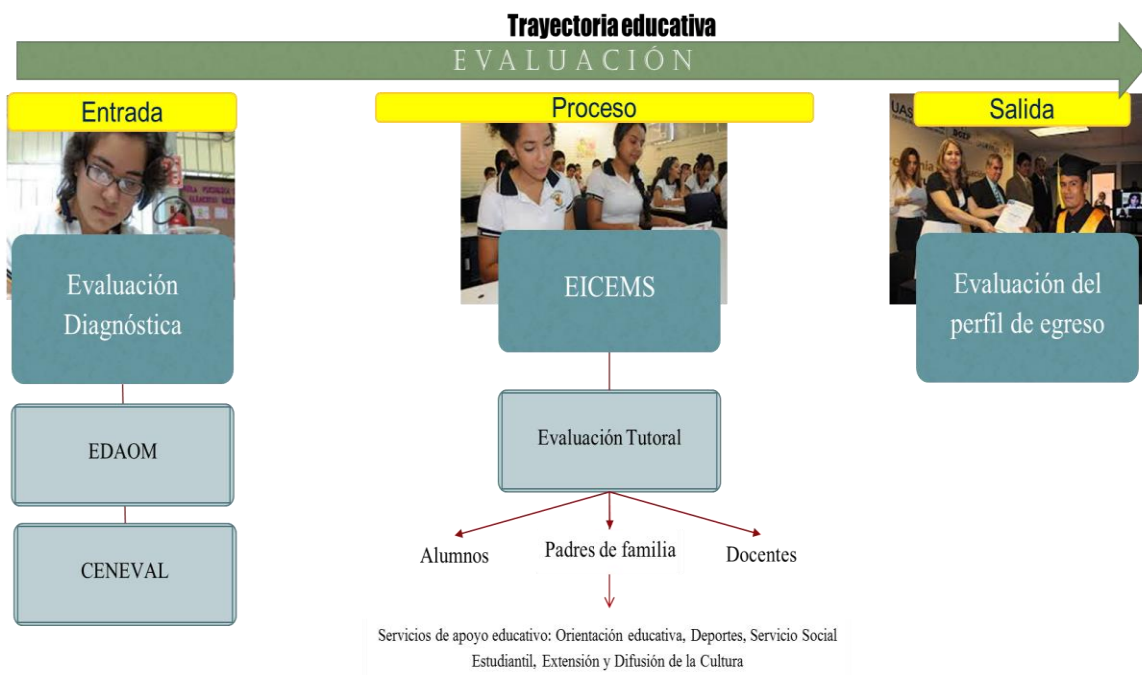 Trayectoria educativa
EVALUACIÓN
Entrada
Proceso
Salida
UAS
DGEP
Evaluación
Diagnóstica
EICEMS
Evaluación del
perfil de egreso
EDAOM
Evaluación Tutoral
CENEVAL
Alumnos
Padres de familia
Docentes
Servicios de apoyo educativo: Orientación educativa, Deportes, Servicio Social
Estudiantil, Extensión y Difusión de la Cultura